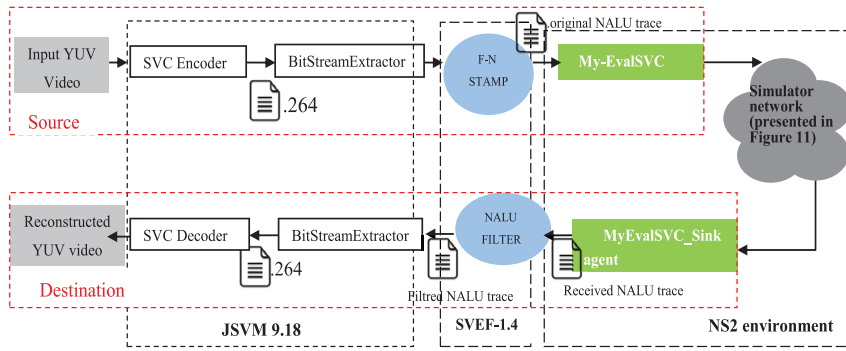 Input YUV
Video
SVC Encoder
BitStreamExtractor
F-N
STAMP
original NALU trace
My-EvalSVC
.264
Source
Simulator
network
(presented in
Figure 11)
Reconstructed
YUV video
SVC Decoder
BitStreamExtractor
NALU
FILTER
MyEvalSVC_Sink
agent
.264
Destination
Filtred NALU trace
Received NALU trace
JSVM 9.18
SVEF-1.4
NS2 environment